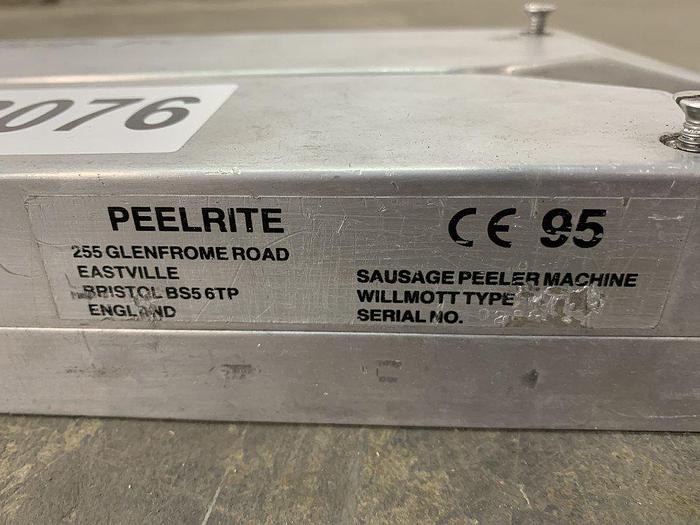 076
PEELRITE
255 GLENFROME ROAD
EASTVILLE
BRISTOL BS5 6TP
ENGLAND
CE 95
SAUSAGE PEELER MACHINE
WILLMOTT TYPE
SERIAL NO.